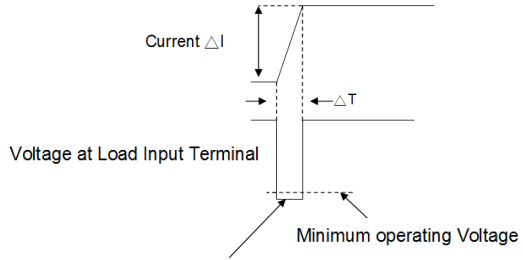 Current △I
△T
Voltage at Load Input Terminal
Minimum operating Voltage